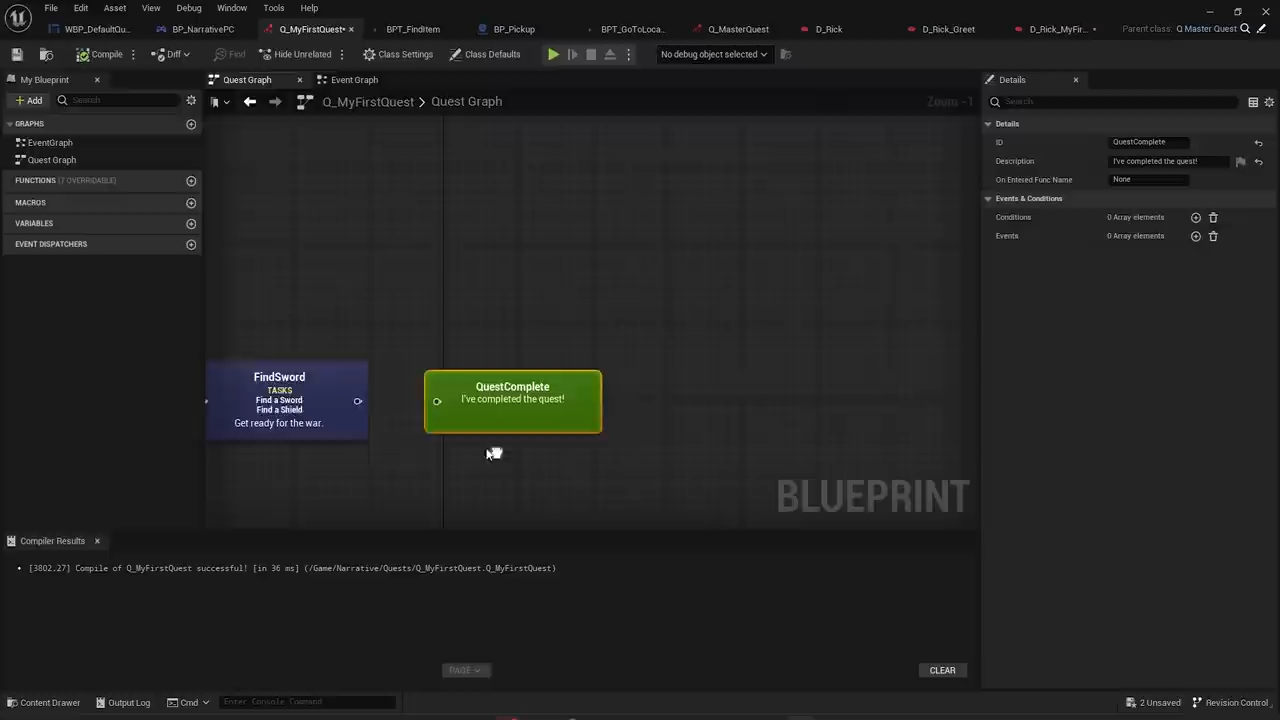 File Edit Asset View Debug Window Tools Help
WBP_DefaultQu... BP_NarrativePC Q_MyFirstQuest• BPT_FindItem BP_Pickup BPT_GoToLoca... Q_MasterQuest D_Rick D_Rick_Greet D_Rick_MyFir... Parent class: Q Master Quest
Compile Diff Find Hide Unrelated Class Settings Class Defaults No debug object selected
My Blueprint
Add Search
GRAPHS
EventGraph
Quest Graph
FUNCTIONS (7 OVERRIDABLE)
MACROS
VARIABLES
EVENT DISPATCHERS
Quest Graph Event Graph
Q_MyFirstQuest > Quest Graph Zoom -1
FindSword
TASKS
Find a Sword
Find a Shield
Get ready for the war.
QuestComplete
I've completed the quest!
BLUEPRINT
Details
Search
Details
ID QuestComplete
Description I've completed the quest!
On Entered Func Name None
Events & Conditions
Conditions 0 Array elements
Events 0 Array elements
Compiler Results
[3802.27] Compile of Q_MyFirstQuest successful! [in 36 ms] (/Game/Narrative/Quests/Q_MyFirstQuest.Q_MyFirstQuest)
PAGE CLEAR
Content Drawer Output Log Cmd Enter Console Command 2 Unsaved Revision Control